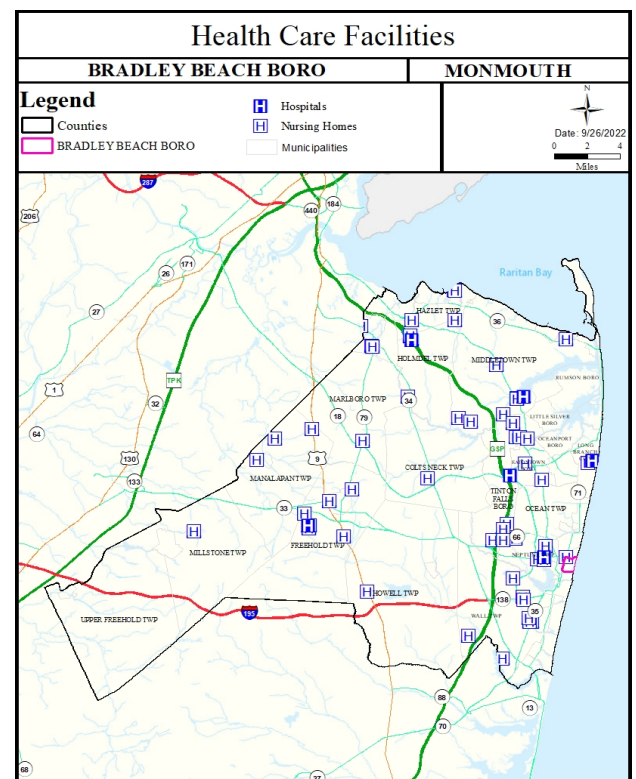 Health Care Facilities
BRADLEY BEACH BORO
MONMOUTH
Legend
Counties
BRADLEY BEACH BORO
H Hospitals
H Nursing Homes
Municipalities
N
Date: 9/26/2022
0 2 4
Miles
287
440
184
206
171
26
Raritan Bay
27
HAZLET TWP
36
HOLMDEL TWP
MIDDLETOWN TWP
TPK
1
RUMSON BORO
MARLBORO TWP
34
32
18
79
LITTLE SILVER
BORO
64
OCEANPORT
BORO
LONG
BRANCH
130
9
GSP
COLTS NECK TWP
133
MANALAPAN TWP
TINTON
FALLS
BORO
71
33
OCEAN TWP
66
FREEHOLD TWP
MILLSTONE TWP
HOWELL TWP
138
35
195
UPPER FREEHOLD TWP
88
13
70
68
37